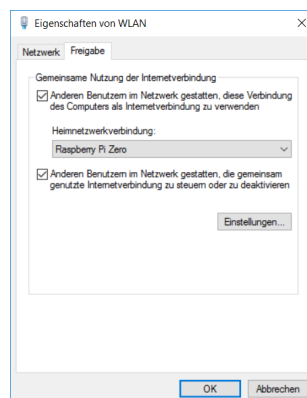 Eigenschaften von WLAN
Netzwerk Freigabe
Gemeinsame Nutzung der Internetverbindung
Anderen Benutzern im Netzwerk gestatten, diese Verbindung
des Computers als Internetverbindung zu verwenden
Heimnetzwerkverbindung:
Raspberry Pi Zero
Anderen Benutzern im Netzwerk gestatten, die gemeinsam
genutzte Internetverbindung zu steuern oder zu deaktivieren
Einstellungen...
OK Abbrechen